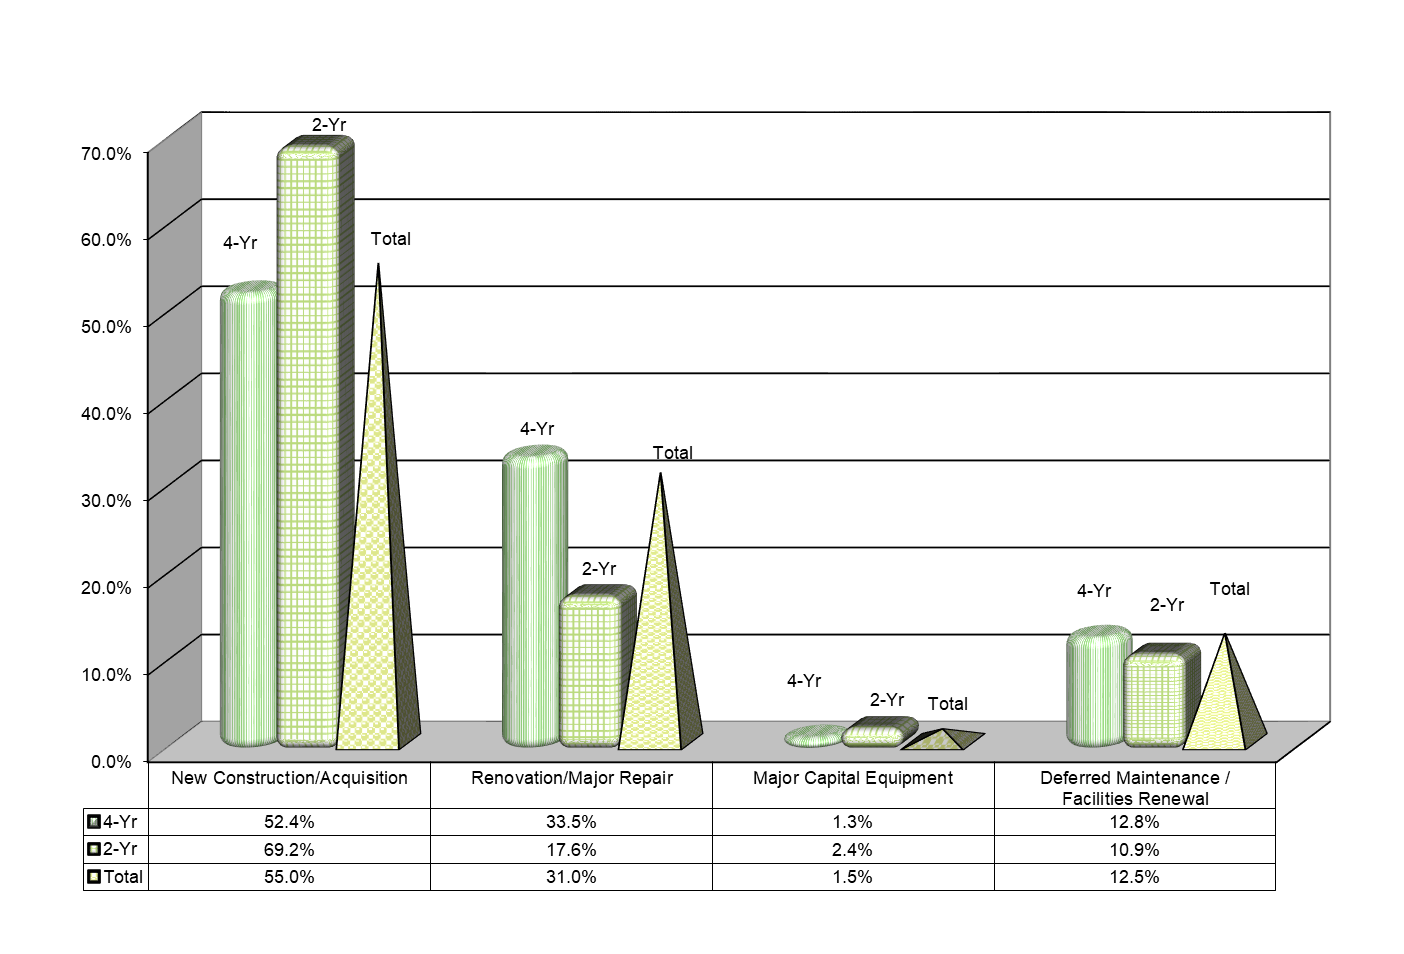 2-Yr
70.0%
60.0%
4-Yr
Total
50.0%
40.0%
4-Yr
Total
30.0%
20.0%
2-Yr
4-Yr
2-Yr
Total
10.0%
4-Yr
2-Yr
Total
0.0%
New Construction/Acquisition
Renovation/Major Repair
Major Capital Equipment
Deferred Maintenance /
Facilities Renewal
4-Yr 52.4% 33.5% 1.3% 12.8%
2-Yr 69.2% 17.6% 2.4% 10.9%
Total 55.0% 31.0% 1.5% 12.5%